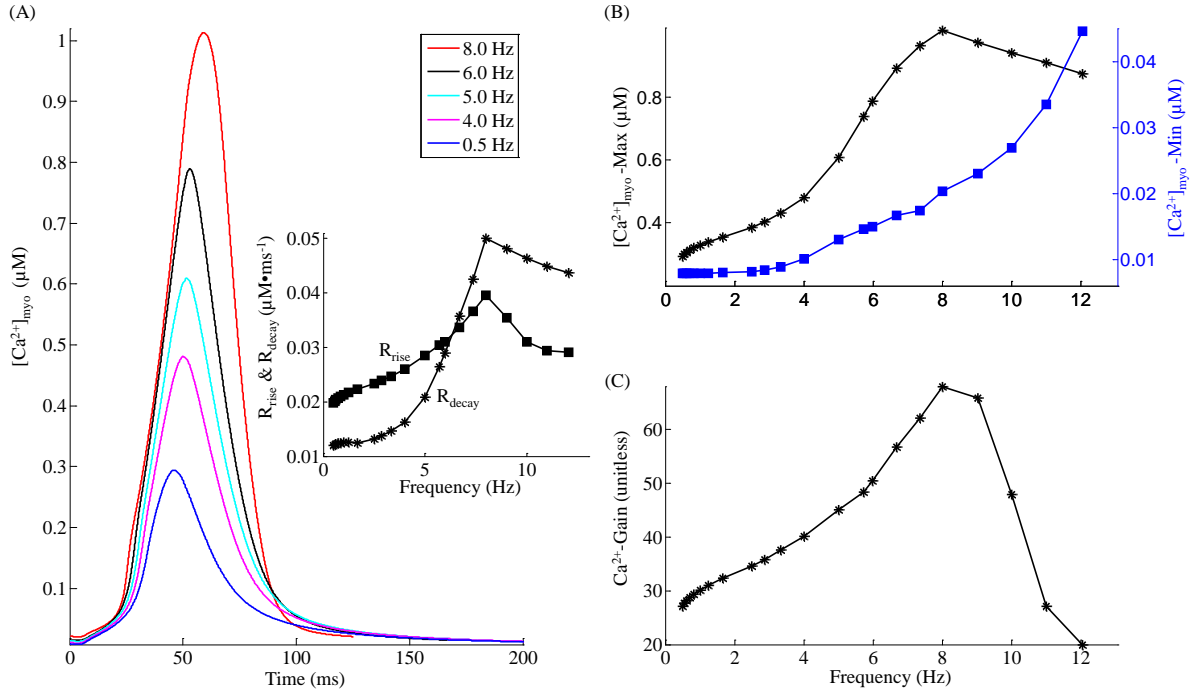 (A)
[Ca²⁺]myo (µM)
1
0.9
0.8
0.7
0.6
0.5
0.4
0.3
0.2
0.1
0
50
100
150
200
Time (ms)
8.0 Hz
6.0 Hz
5.0 Hz
4.0 Hz
0.5 Hz
Rrise & Rdecay (µM•ms⁻¹)
0.05
0.04
0.03
0.02
0.01
Rrise
Rdecay
0
5
10
Frequency (Hz)
(B)
[Ca²⁺]myo-Max (µM)
0.8
0.6
0.4
0
2
4
6
8
10
12
0.04
0.03
0.02
0.01
[Ca²⁺]myo-Min (µM)
(C)
Ca²⁺-Gain (unitless)
60
50
40
30
20
0
2
4
6
8
10
12
Frequency (Hz)